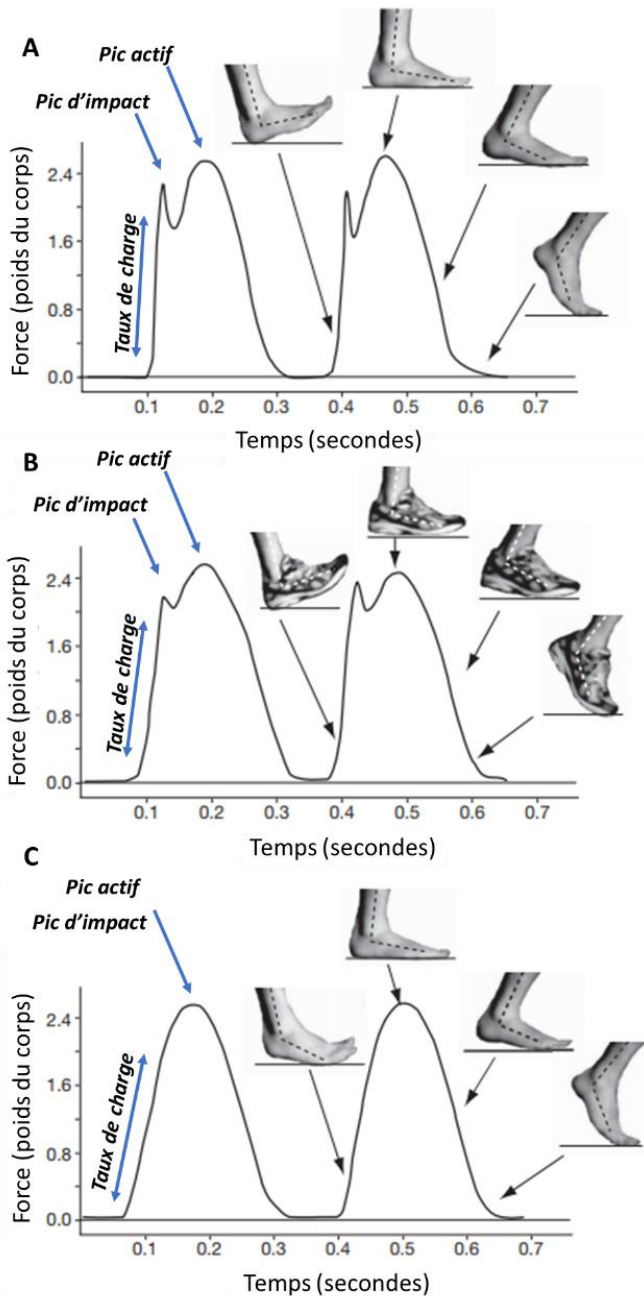 A
Pic actif
Pic d'impact
2.4
1.6
0.8
0.0
Force (poids du corps)
Taux de charge
0.1 0.2 0.3 0.4 0.5 0.6 0.7
Temps (secondes)
B
Pic actif
Pic d'impact
2.4
1.6
0.8
0.0
Force (poids du corps)
Taux de charge
0.1 0.2 0.3 0.4 0.5 0.6 0.7
Temps (secondes)
C
Pic actif
Pic d'impact
2.4
1.6
0.8
0.0
Force (poids du corps)
Taux de charge
0.1 0.2 0.3 0.4 0.5 0.6 0.7
Temps (secondes)